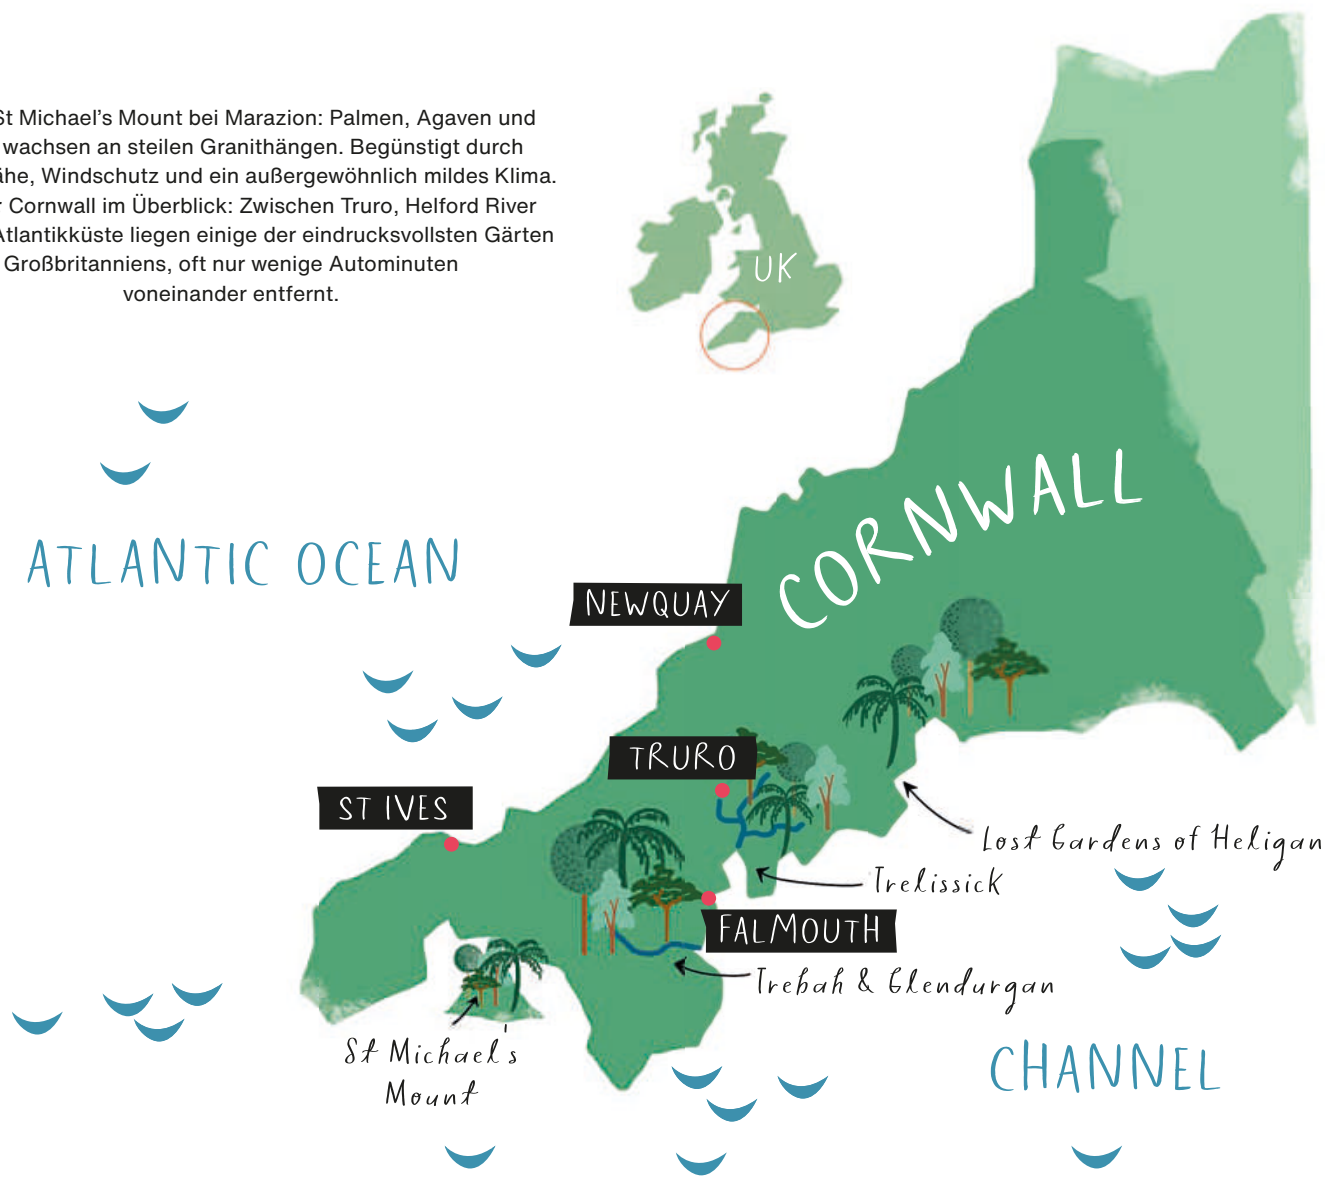 St Michael's Mount bei Marazion: Palmen, Agaven und
wachsen an steilen Granithängen. Begünstigt durch
ähe, Windschutz und ein außergewöhnlich mildes Klima.
r Cornwall im Überblick: Zwischen Truro, Helford River
Atlantikküste liegen einige der eindrucksvollsten Gärten
Großbritanniens, oft nur wenige Autominuten
voneinander entfernt.
UK
CORNWALL
ATLANTIC OCEAN
NEWQUAY
TRURO
ST IVES
Lost Gardens of Heligan
Trelissick
FALMOUTH
Trebah & Glendurgan
St Michael's
Mount
CHANNEL